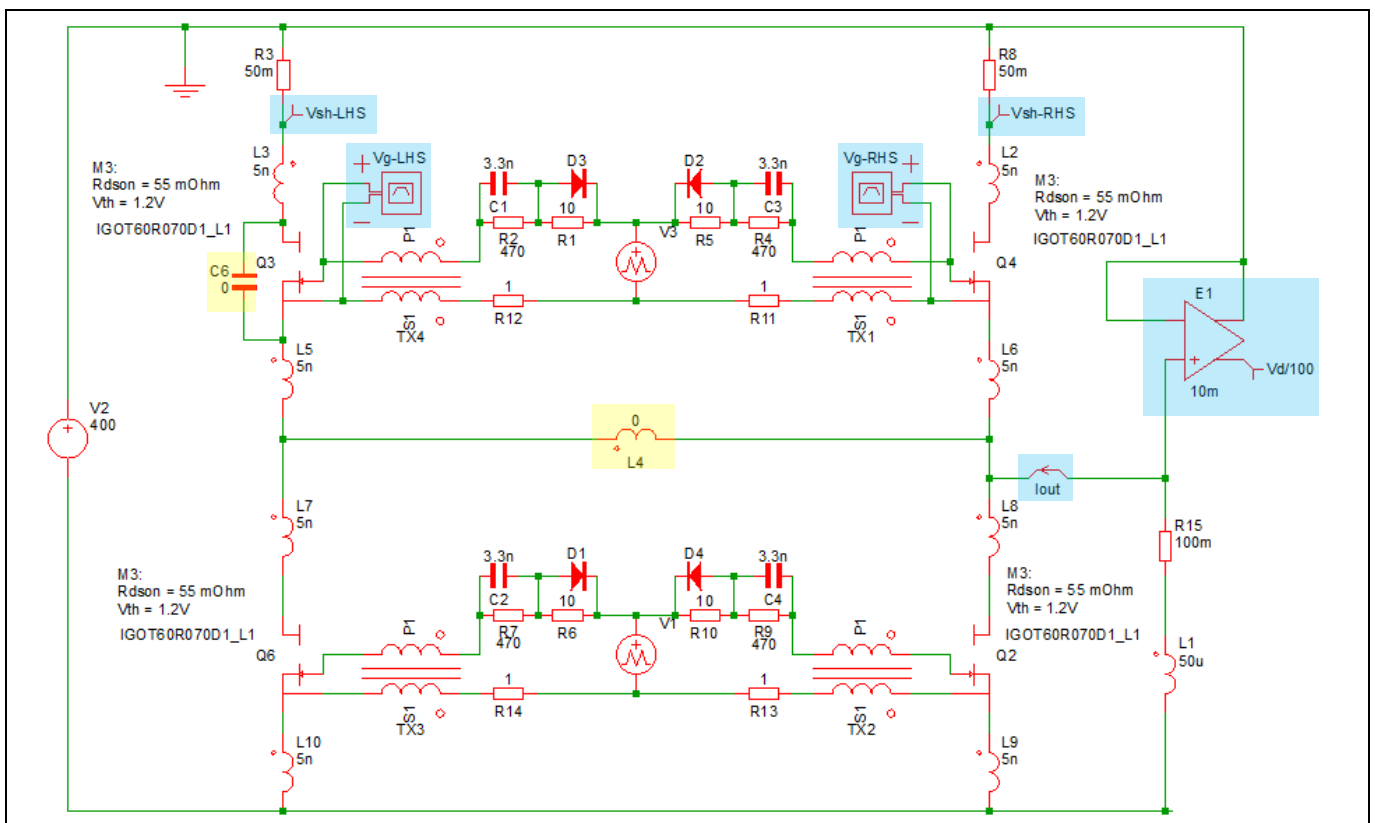 R3
50m
R8
50m
Vsh-LHS
Vsh-RHS
L3
5n
Vg-LHS
3.3n
D3
D2
3.3n
Vg-RHS
L2
5n
M3:
Rdson = 55 mOhm
Vth = 1.2V
IGOT60R070D1_L1
M3:
Rdson = 55 mOhm
Vth = 1.2V
IGOT60R070D1_L1
C1
10
10
C3
P1
R2
470
R1
V3
R5
R4
470
P1
C6
0
Q3
Q4
1
1
S1
TX4
R12
R11
S1
TX1
E1
L5
5n
L6
5n
Vd/100
10m
V2
400
0
L4
Iout
L7
5n
L8
5n
R15
100m
3.3n
D1
D4
3.3n
M3:
Rdson = 55 mOhm
Vth = 1.2V
IGOT60R070D1_L1
M3:
Rdson = 55 mOhm
Vth = 1.2V
IGOT60R070D1_L1
C2
10
10
C4
P1
R7
470
R6
V1
R10
R9
470
P1
L1
50u
Q6
Q2
1
1
S1
TX3
R14
R13
S1
TX2
L10
5n
L9
5n